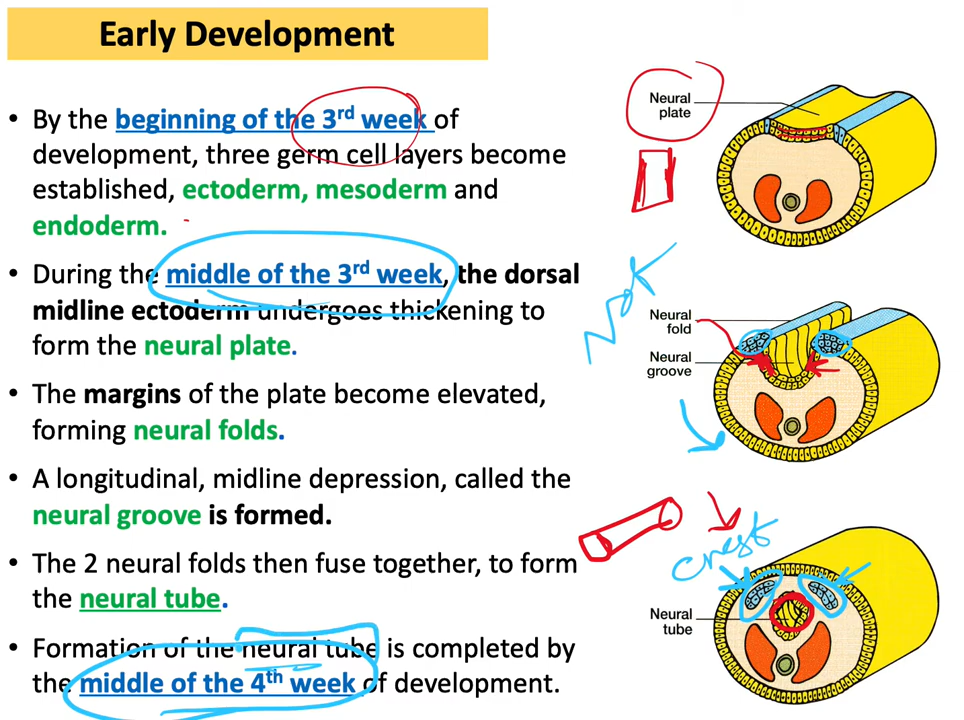 Early Development
• By the beginning of the 3rd week of
development, three germ cell layers become
established, ectoderm, mesoderm and
endoderm.
• During the middle of the 3rd week, the dorsal
midline ectoderm undergoes thickening to
form the neural plate.
• The margins of the plate become elevated,
forming neural folds.
• A longitudinal, midline depression, called the
neural groove is formed.
• The 2 neural folds then fuse together, to form
the neural tube.
• Formation of the neural tube is completed by
the middle of the 4th week of development.
Neural
plate
Neural
fold
Neural
groove
crest
Neural
tube